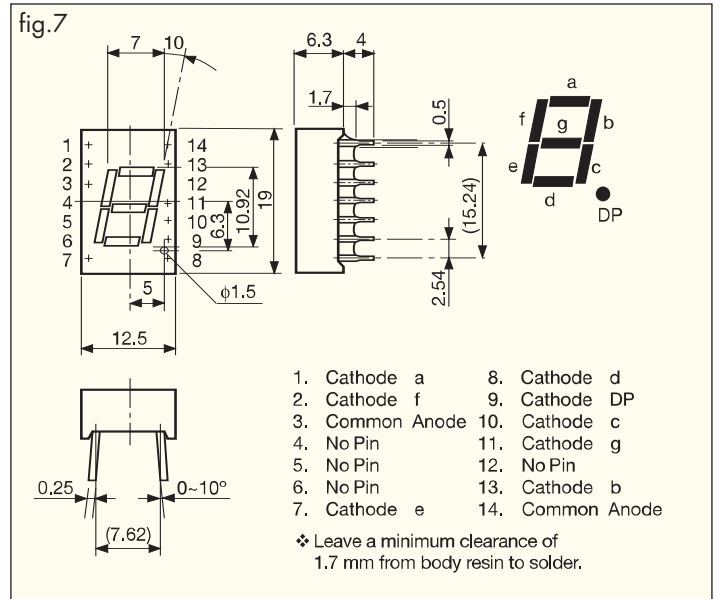 fig.7
7 10
6.3 4
1.7
0.5
1 14
2 13
3 12
4 11
5 10
6 9
7 8
6.3
10.92
19
(15.24)
2.54
5
φ1.5
12.5
a
f g b
e c
d
DP
0.25
0~10°
(7.62)
1. Cathode a 8. Cathode d
2. Cathode f 9. Cathode DP
3. Common Anode 10. Cathode c
4. No Pin 11. Cathode g
5. No Pin 12. No Pin
6. No Pin 13. Cathode b
7. Cathode e 14. Common Anode
❖ Leave a minimum clearance of
1.7 mm from body resin to solder.